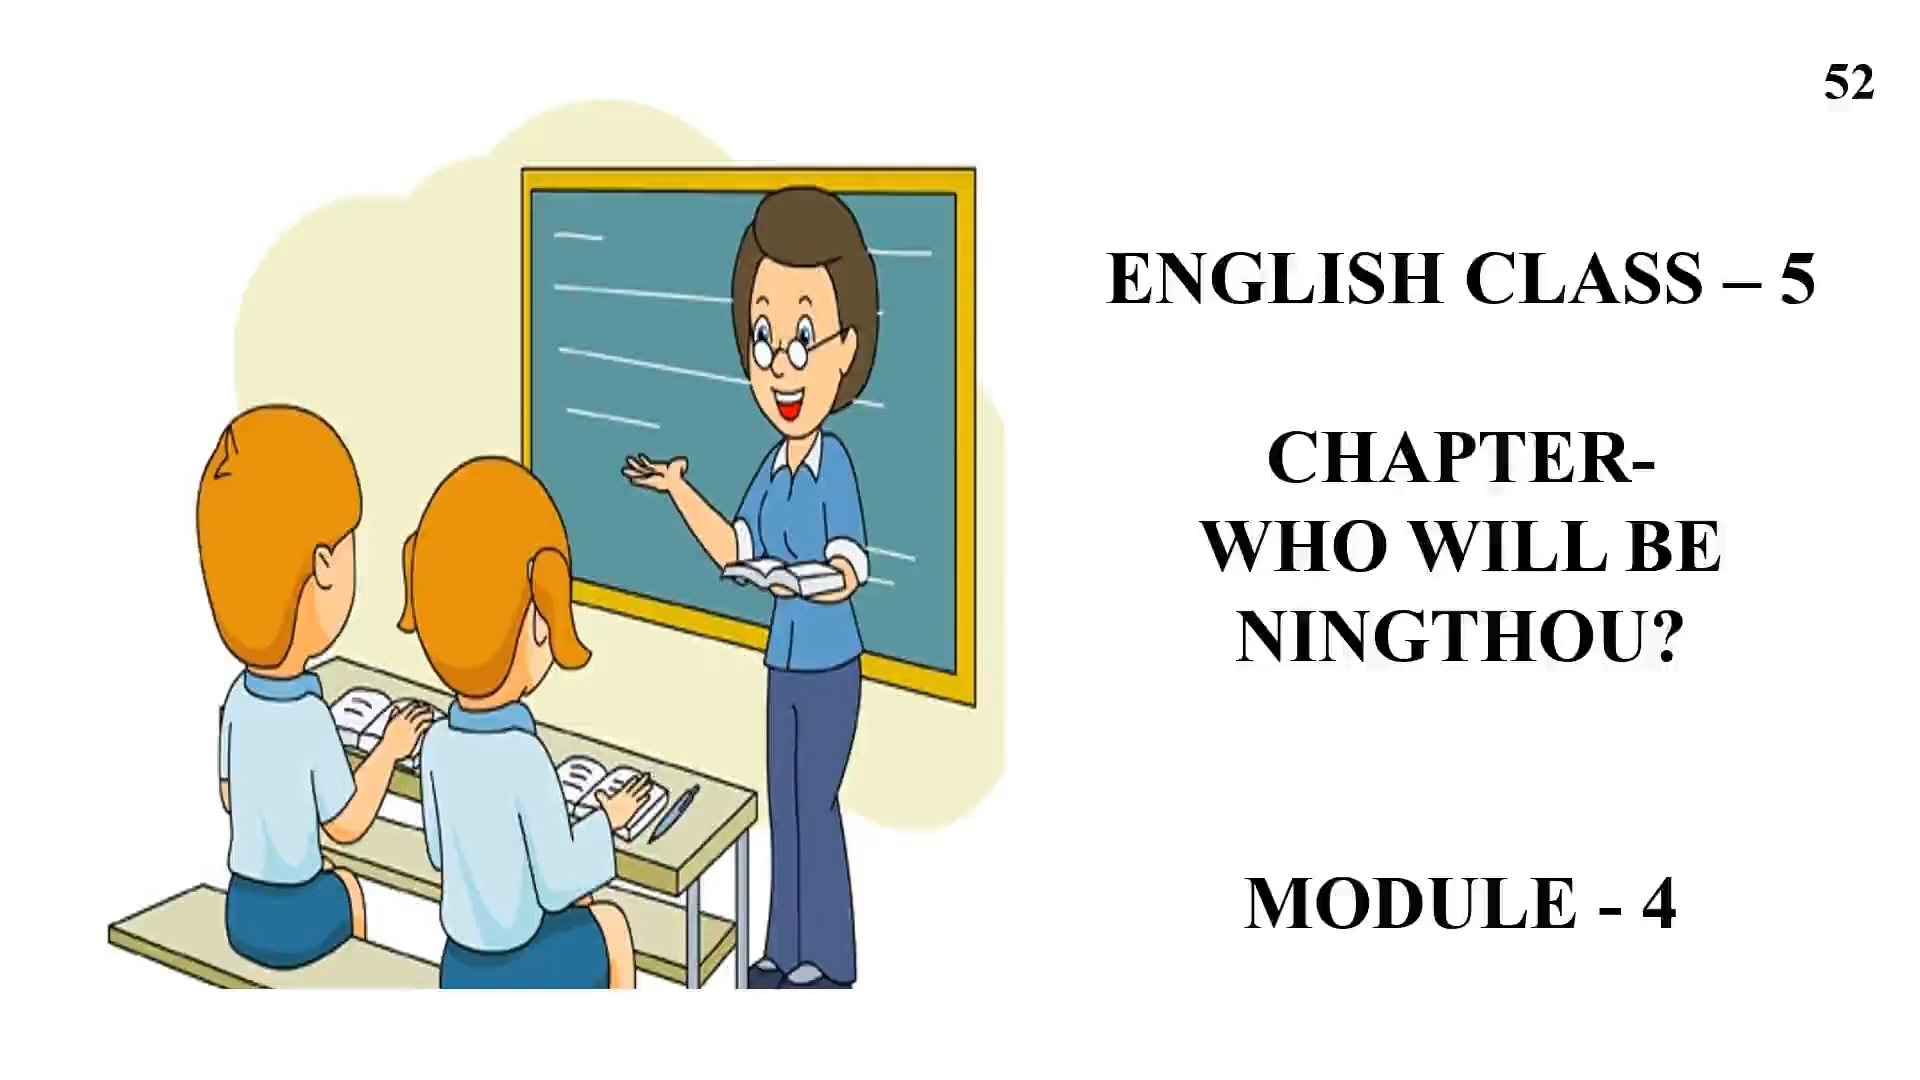 52
ENGLISH CLASS – 5
CHAPTER-
WHO WILL BE
NINGTHOU?
MODULE - 4